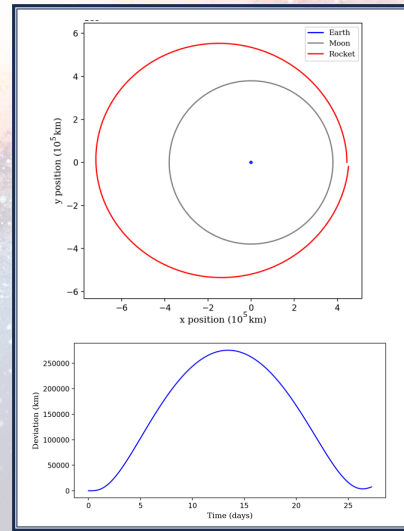 6
Earth
Moon
Rocket
4
2
0
−2
−4
−6
y position (10⁵km)
−6 −4 −2 0 2 4
x position (10⁵km)
250000
200000
150000
100000
50000
0
Deviation (km)
0 5 10 15 20 25
Time (days)